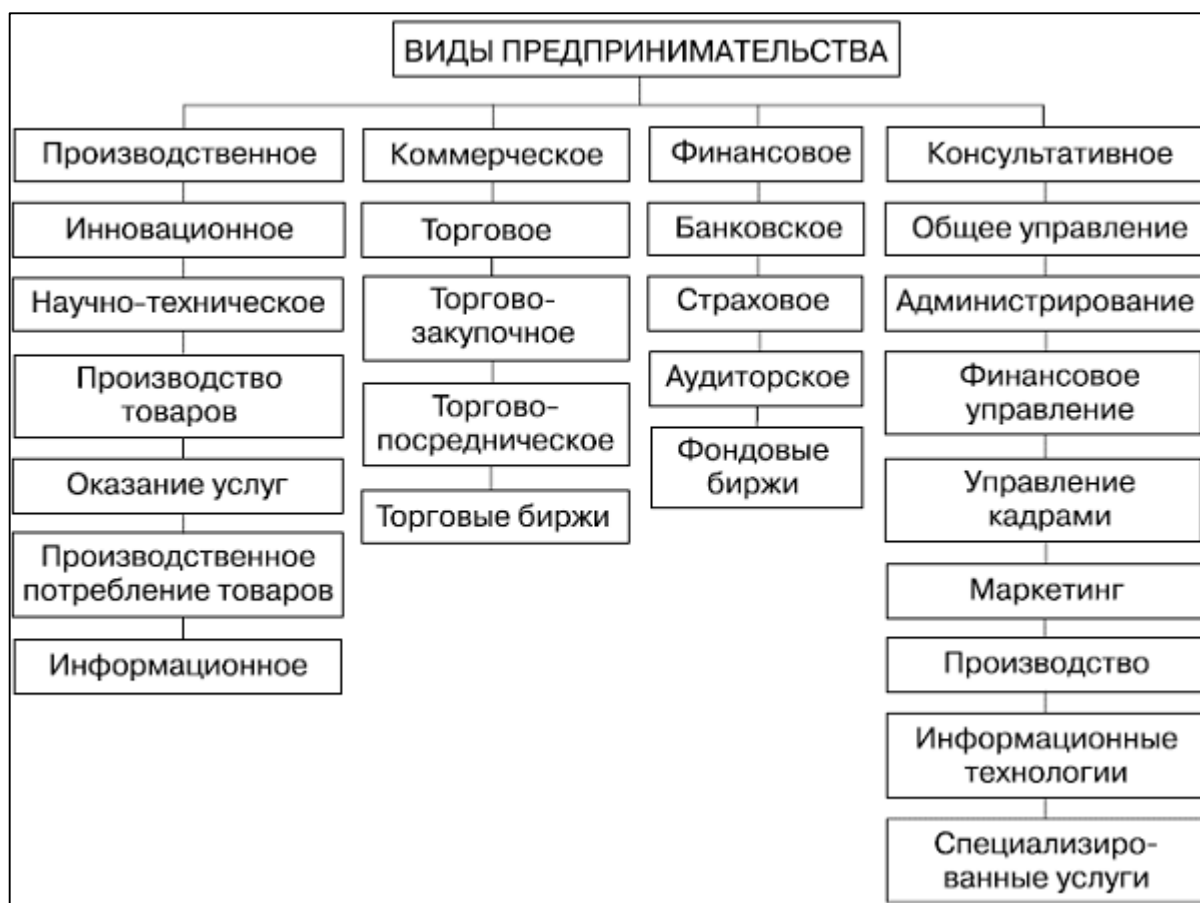 ВИДЫ ПРЕДПРИНИМАТЕЛЬСТВА
Производственное
Инновационное
Научно-техническое
Производство
товаров
Оказание услуг
Производственное
потребление товаров
Информационное
Коммерческое
Торговое
Торгово-
закупочное
Торгово-
посредническое
Торговые биржи
Финансовое
Банковское
Страховое
Аудиторское
Фондовые
биржи
Консультативное
Общее управление
Администрирование
Финансовое
управление
Управление
кадрами
Маркетинг
Производство
Информационные
технологии
Специализиро-
ванные услуги